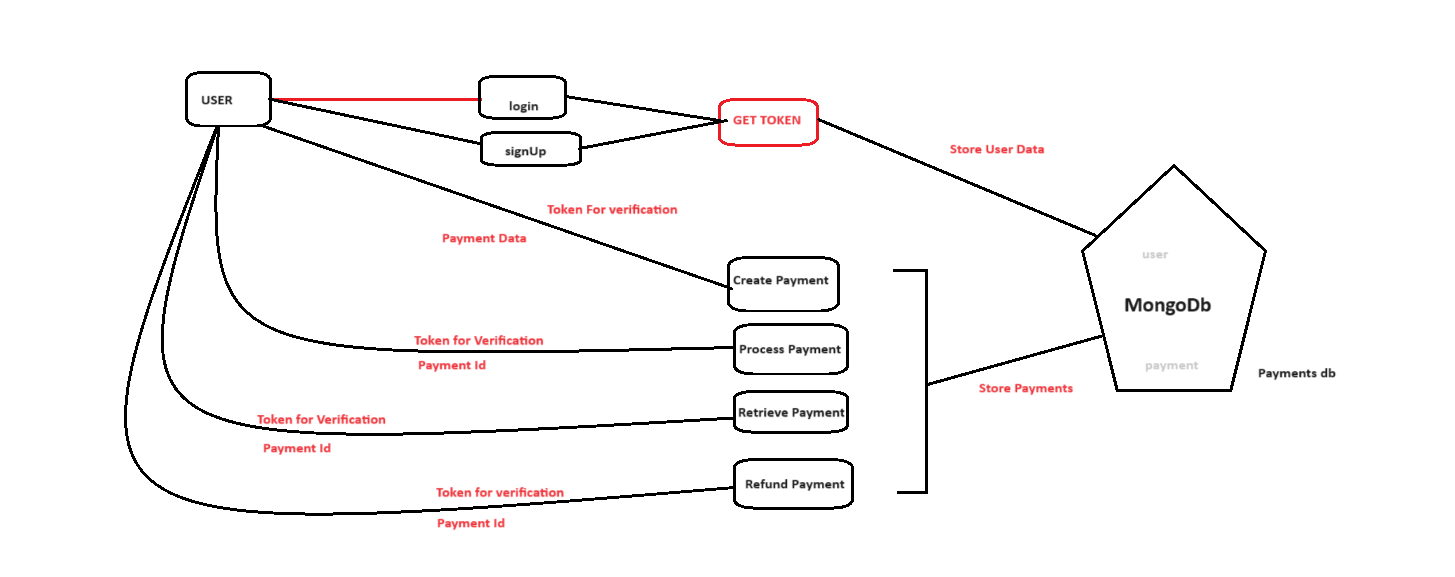 USER
login
GET TOKEN
signUp
Store User Data
Token For verification
Payment Data
user
Create Payment
MongoDb
Token for Verification
Process Payment
Payment Id
payment
Payments db
Store Payments
Retrieve Payment
Token for Verification
Payment Id
Refund Payment
Token for verification
Payment Id